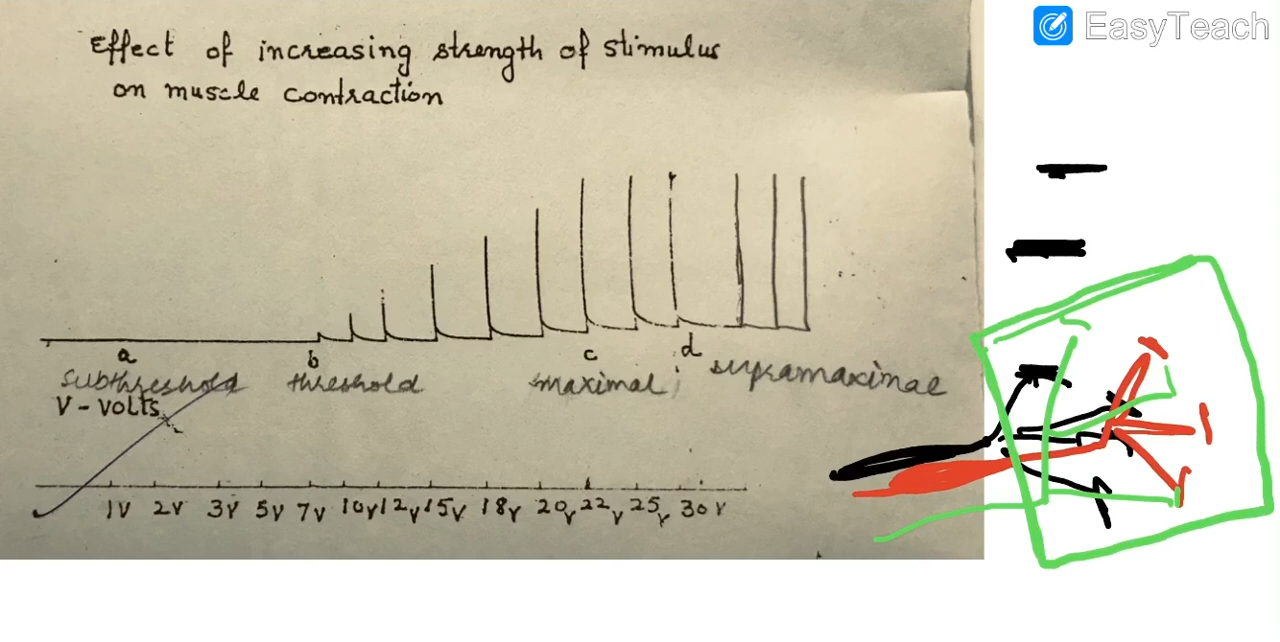 EasyTeach
Effect of increasing strength of stimulus
on muscle contraction
a b c d
subthreshold threshold maximal supramaximal
V - VOLTS
1V 2V 3V 5V 7V 10V 12V 15V 18V 20V 22V 25V 30V